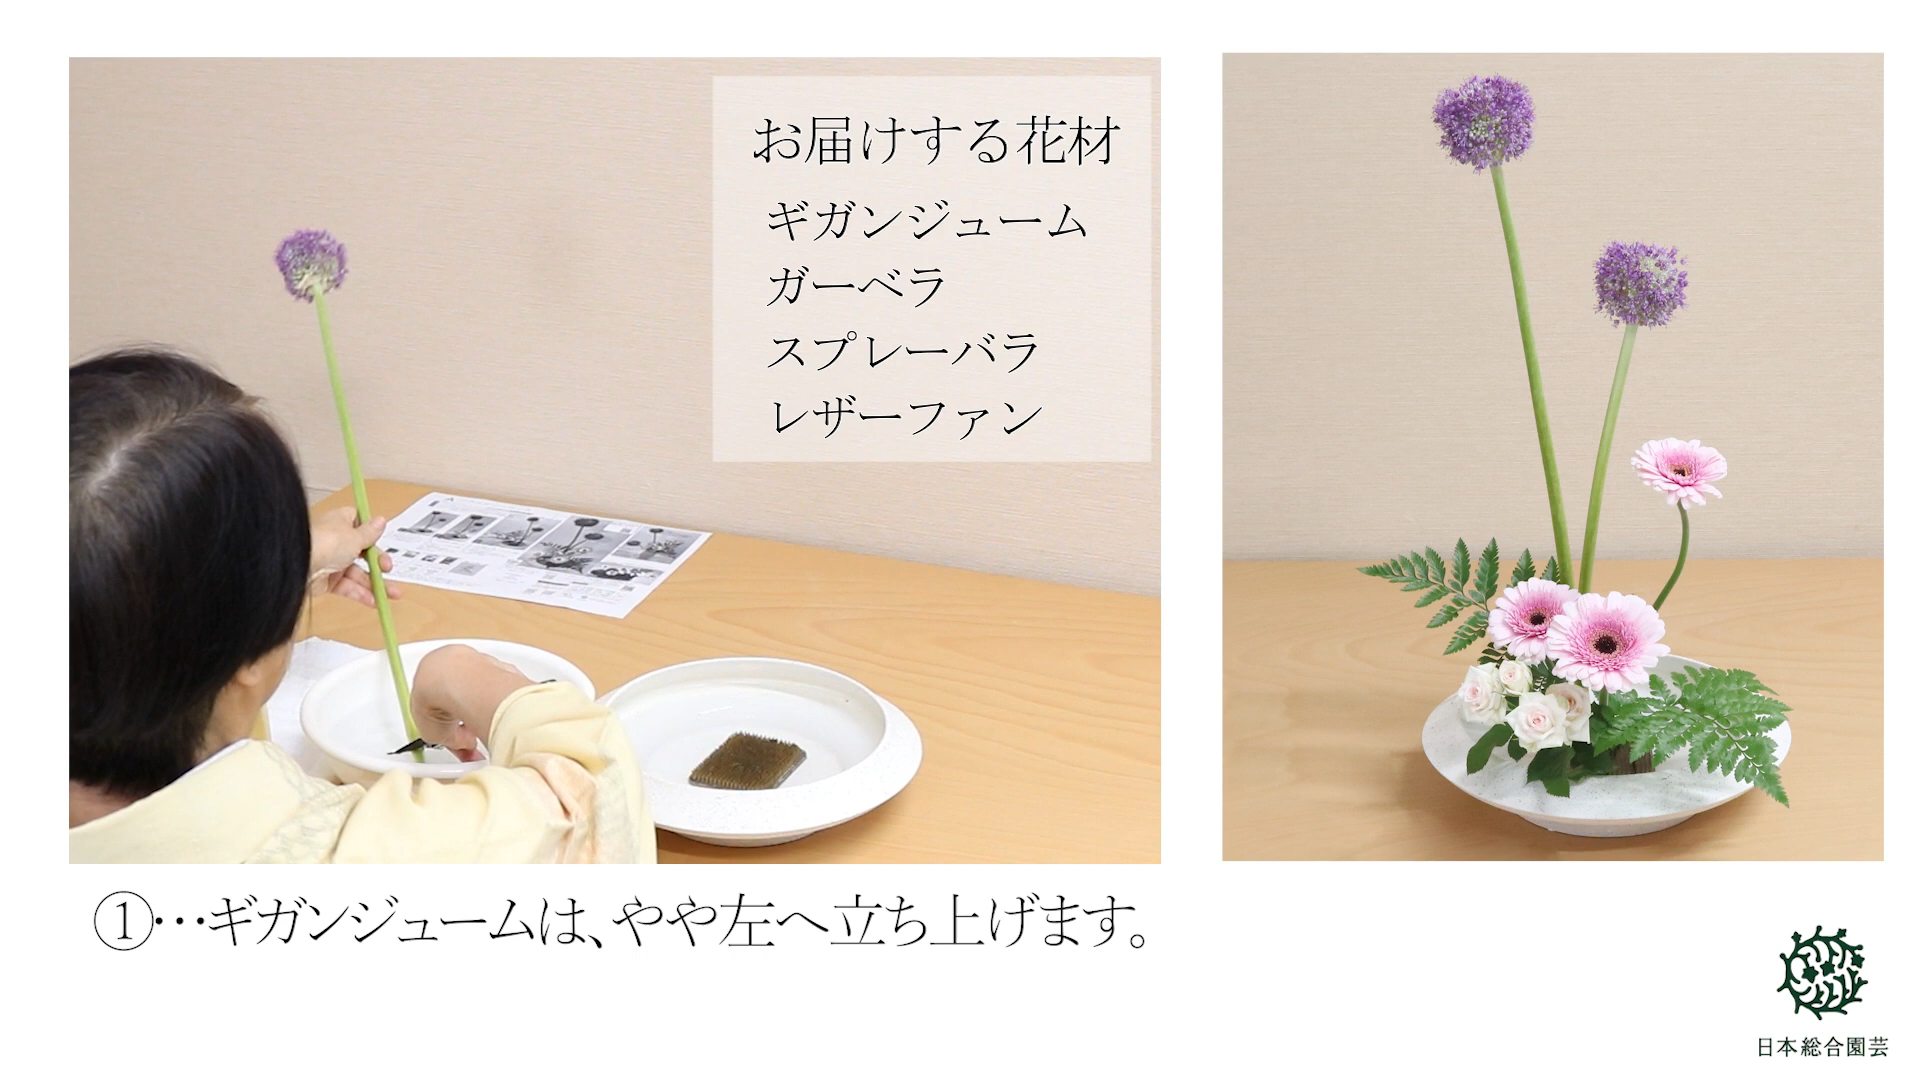 お届けする花材
ギガンジューム
ガーベラ
スプレーバラ
レザーファン
①…ギガンジュームは、やや左へ立ち上げます。
日本総合園芸